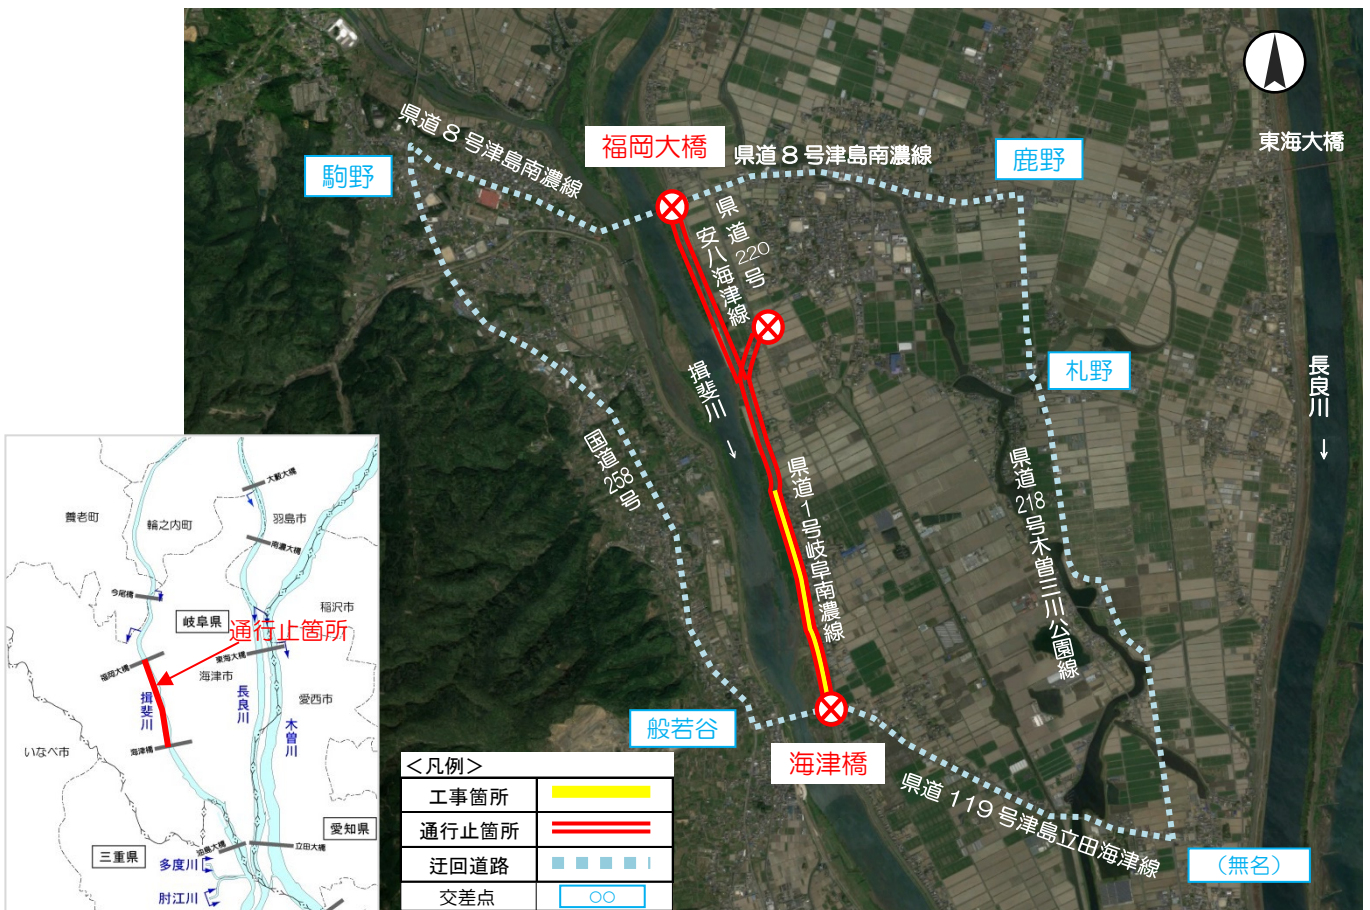 東海大橋
県道8号津島南濃線
福岡大橋
県道8号津島南濃線
鹿野
駒野
県道220号
安八海津線
札野
揖斐川
↓
長良川
↓
国道258号
県道1号岐阜南濃線
県道218号木曽三川公園線
般若谷
海津橋
県道119号津島立田海津線
（無名）
大藪大橋
養老町
輪之内町
羽島市
南濃大橋
今尾橋
稲沢市
岐阜県
通行止箇所
東海大橋
福岡大橋
海津市
揖斐川
長良川
愛西市
木曽川
いなべ市
海津橋
愛知県
三重県
油島大橋
立田大橋
多度川
肘江川
＜凡例＞
工事箇所
通行止箇所
迂回道路
交差点
○○